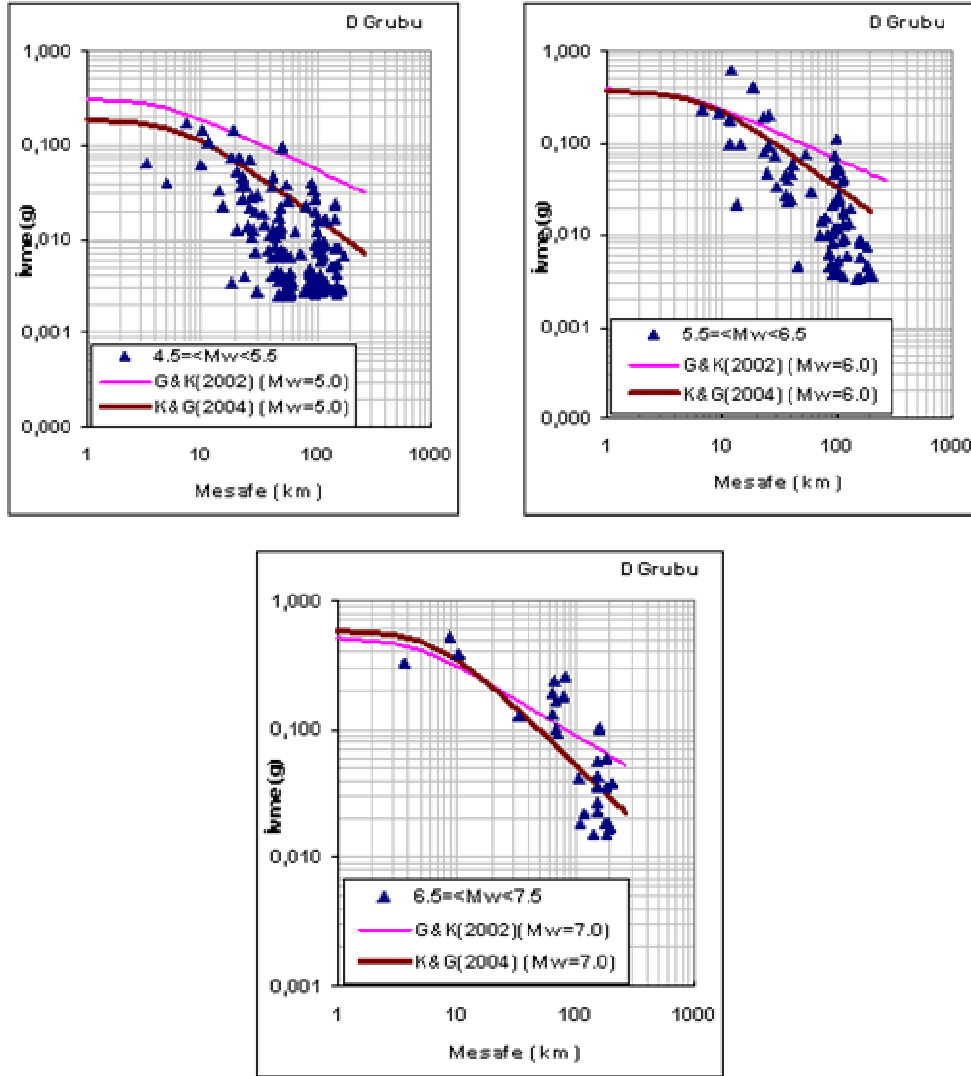 D Grubu
1,000
0,100
0,010
0,001
0,000
ivme(g)
4.5=<Mw<5.5
G&K(2002) (Mw=5.0)
K&G(2004) (Mw=5.0)
1 10 100 1000
Mesafe (km)
D Grubu
1,000
0,100
0,010
0,001
0,000
ivme(g)
5.5=<Mw<6.5
G&K(2002) (Mw=6.0)
K&G(2004) (Mw=6.0)
1 10 100 1000
Mesafe (km)
D Grubu
1,000
0,100
0,010
0,001
ivme(g)
6.5=<Mw<7.5
G&K(2002)(Mw=7.0)
K&G(2004) (Mw=7.0)
1 10 100 1000
Mesafe (km)